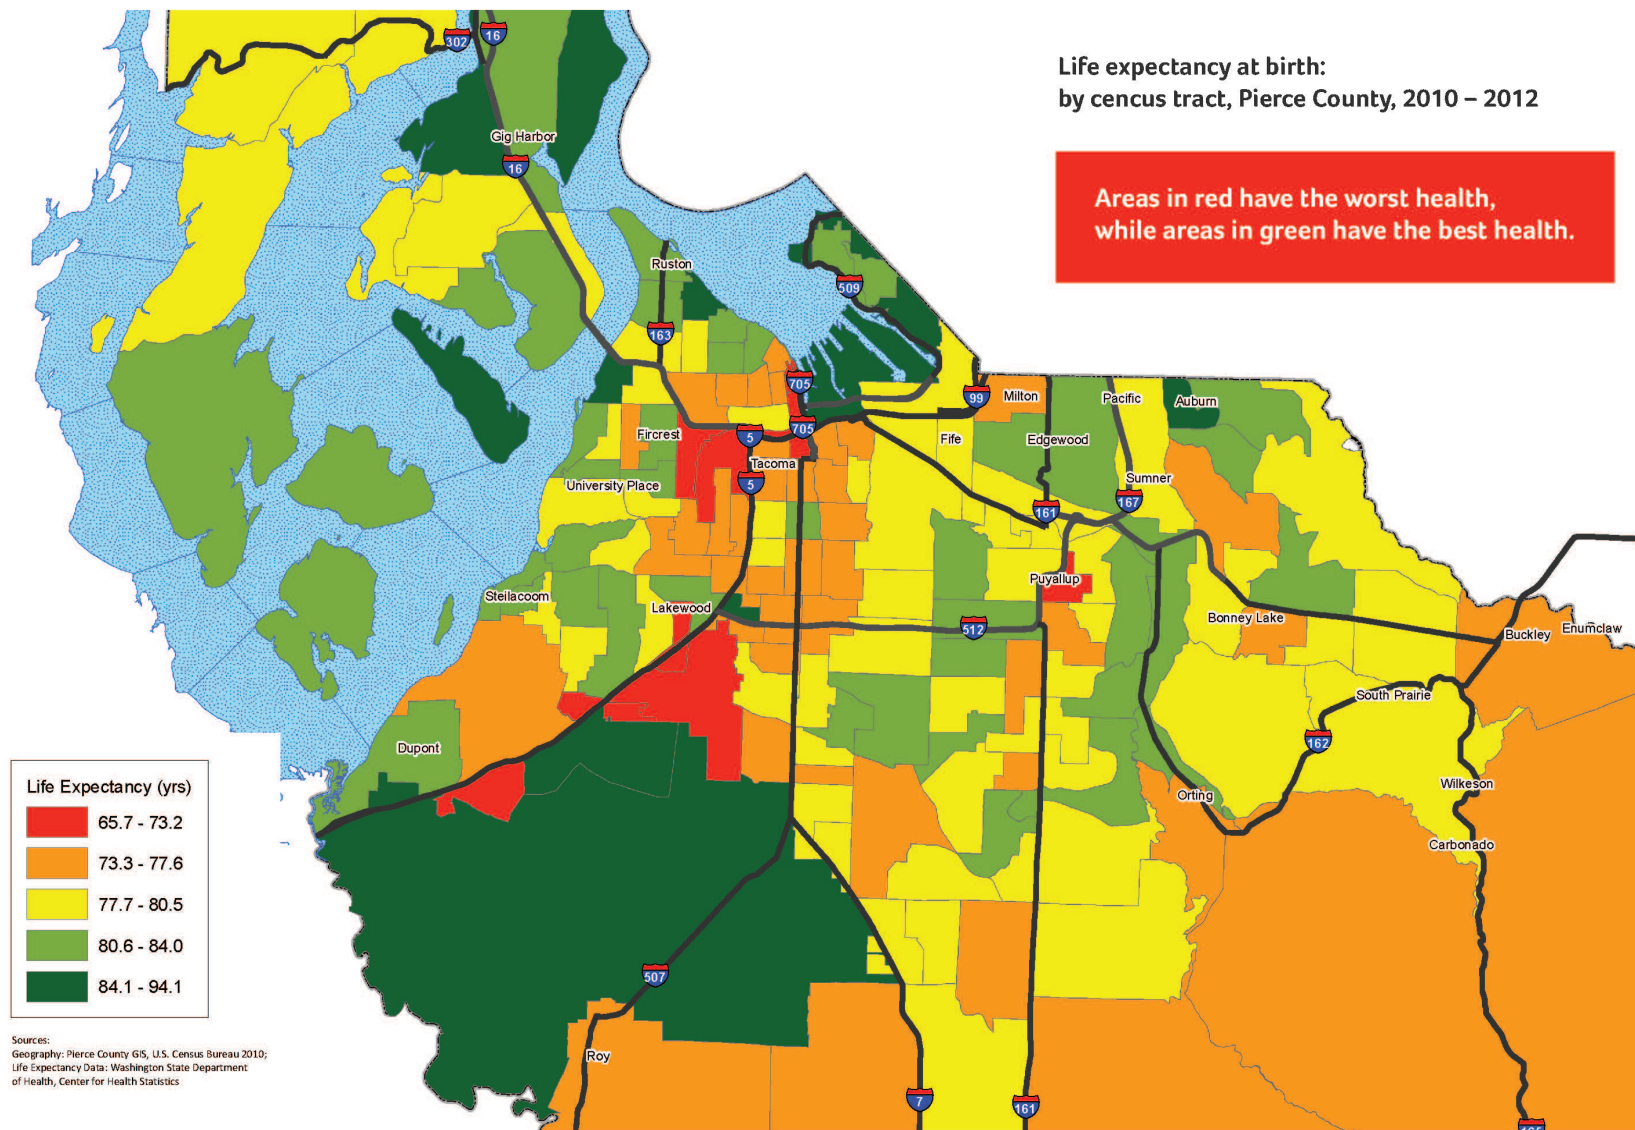 Life expectancy at birth:
by cencus tract, Pierce County, 2010 – 2012
Areas in red have the worst health,
while areas in green have the best health.
302
16
Gig Harbor
16
Ruston
509
163
705
99
Milton
Pacific
Auburn
705
5
Fircrest
Fife
Edgewood
Tacoma
5
University Place
Sumner
167
161
Puyallup
Steilacoom
Lakewood
512
Bonney Lake
Buckley
Enumclaw
South Prairie
162
Dupont
Wilkeson
Orting
Carbonado
Life Expectancy (yrs)
65.7 - 73.2
73.3 - 77.6
77.7 - 80.5
80.6 - 84.0
84.1 - 94.1
507
Roy
7
161
Sources:
Geography: Pierce County GIS, U.S. Census Bureau 2010;
Life Expectancy Data: Washington State Department
of Health, Center for Health Statistics